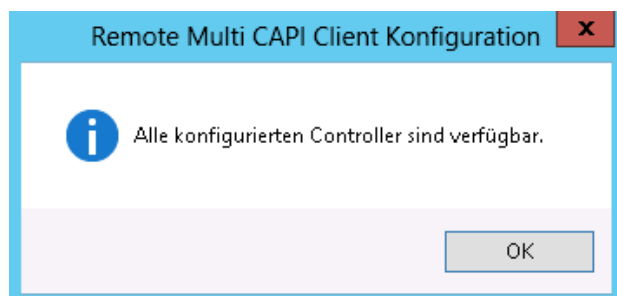 Remote Multi CAPI Client Konfiguration
x
Alle konfigurierten Controller sind verfügbar.
OK